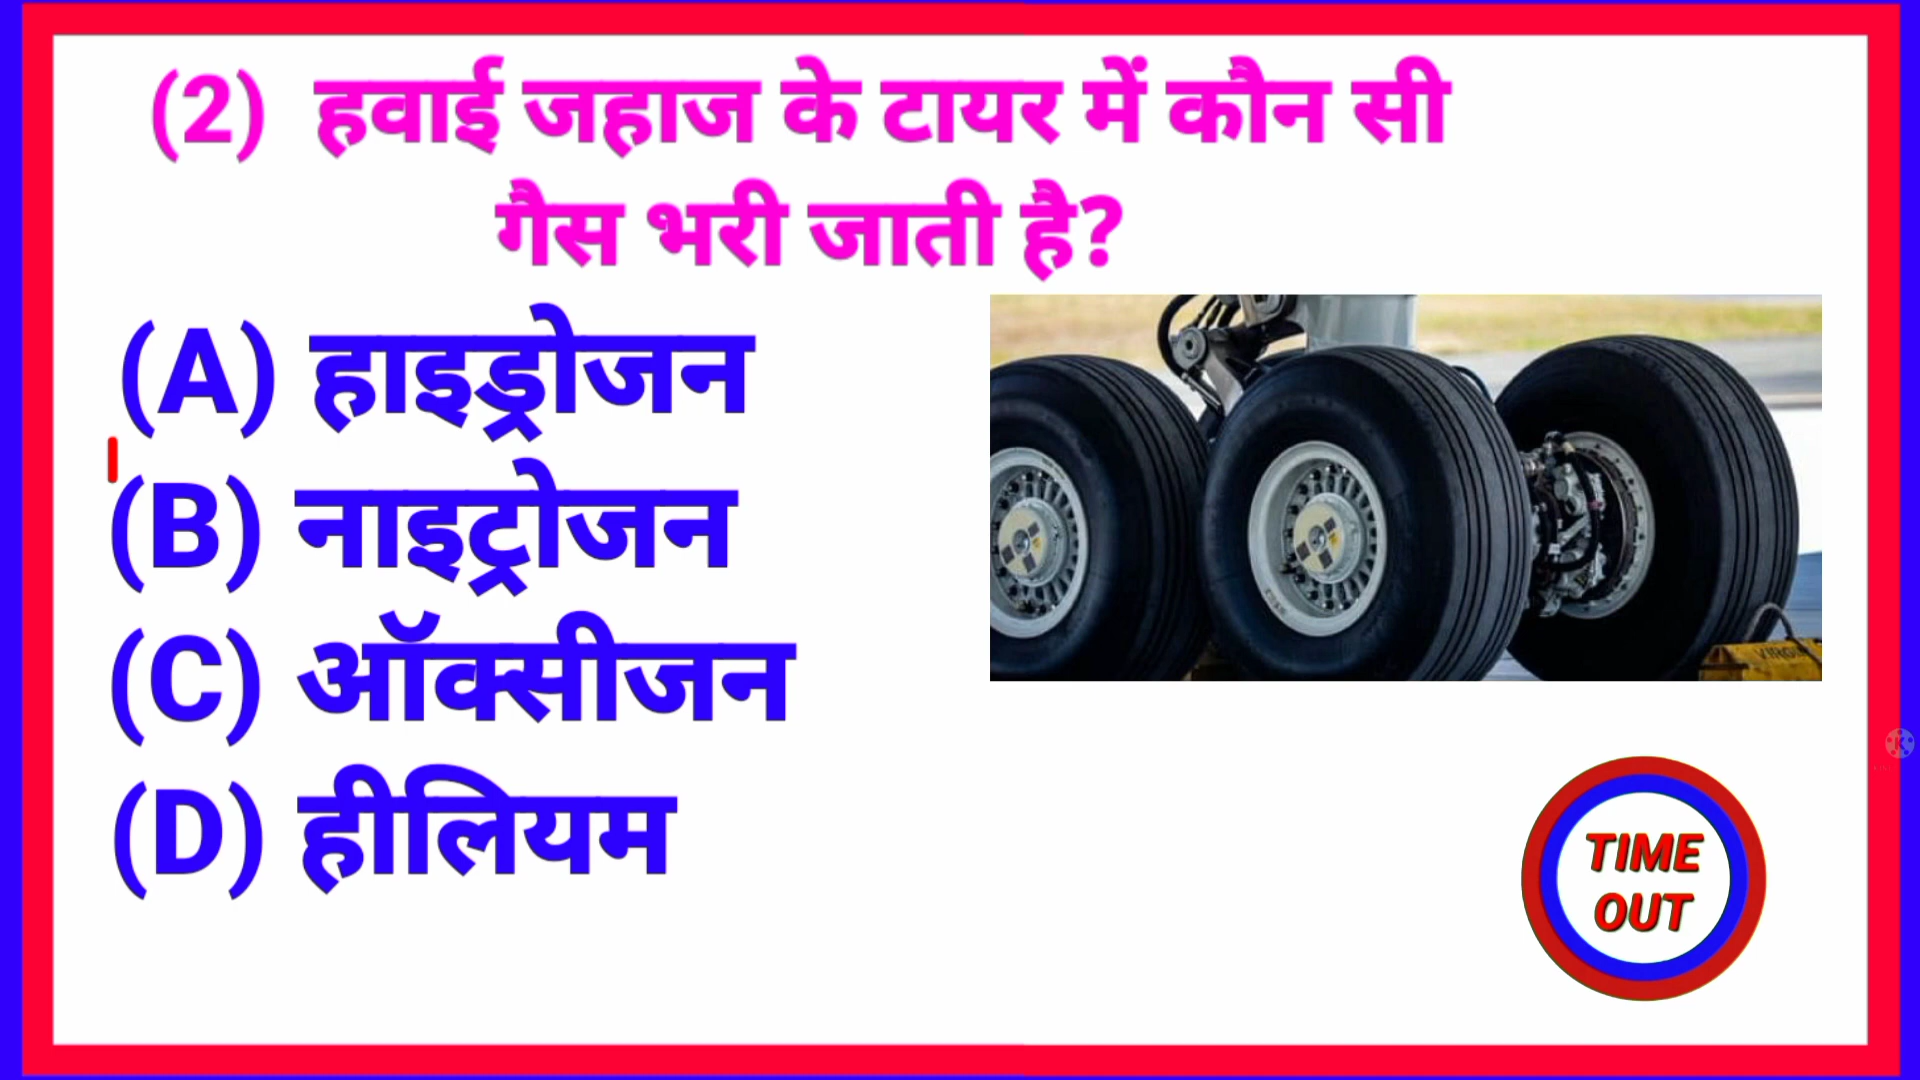 (2) हवाई जहाज के टायर में कौन सी
गैस भरी जाती है?
(A) हाइड्रोजन
(B) नाइट्रोजन
(C) ऑक्सीजन
(D) हीलियम
TIME
OUT